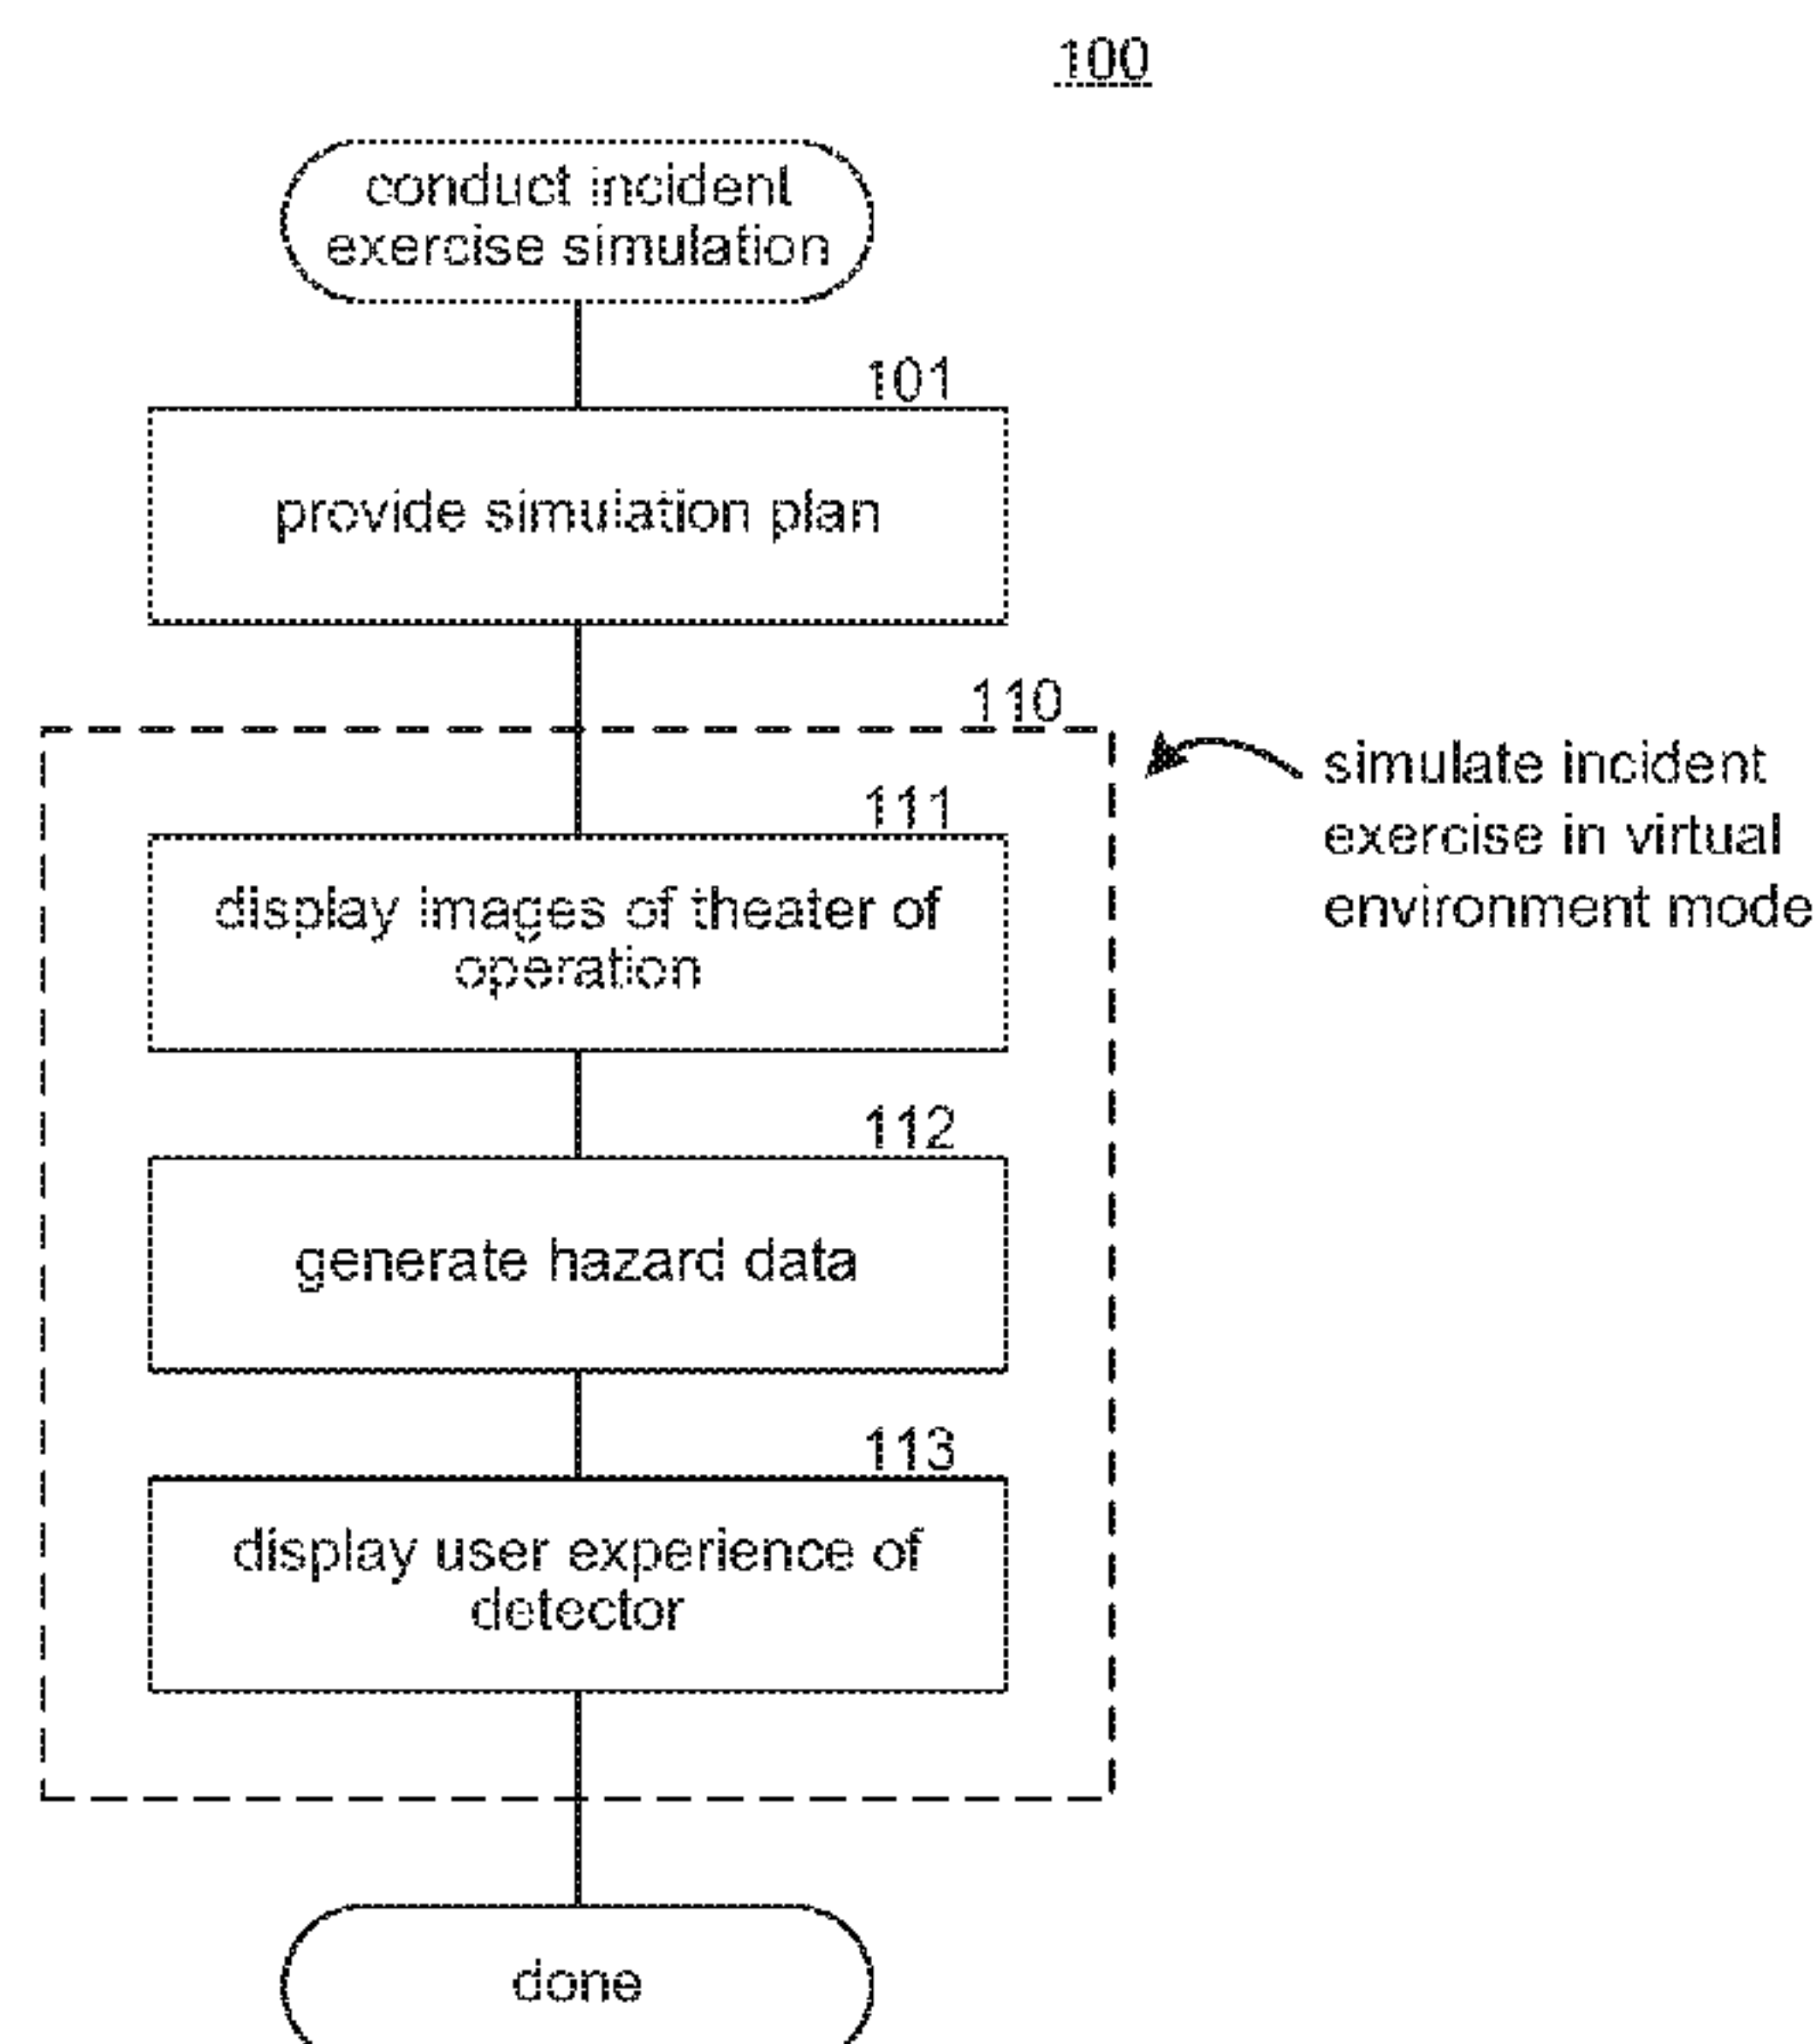 100
conduct incident
exercise simulation
101
provide simulation plan
110
simulate incident
exercise in virtual
environment mode
111
display images of theater of
operation
112
generate hazard data
113
display user experience of
detector
done